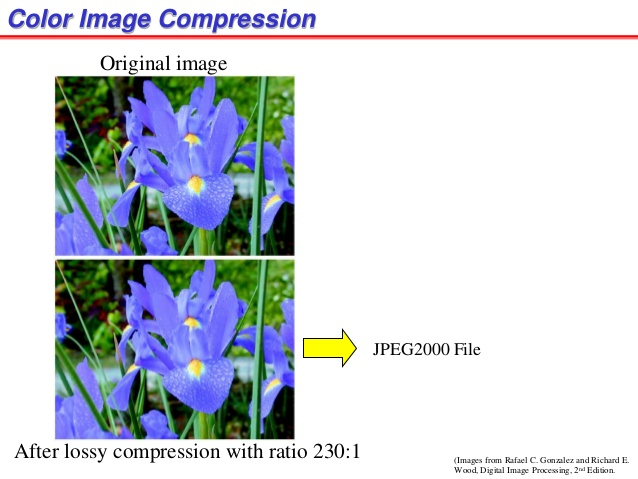 Color Image Compression
Original image
JPEG2000 File
After lossy compression with ratio 230:1
(Images from Rafael C. Gonzalez and Richard E.
Wood, Digital Image Processing, 2nd Edition.